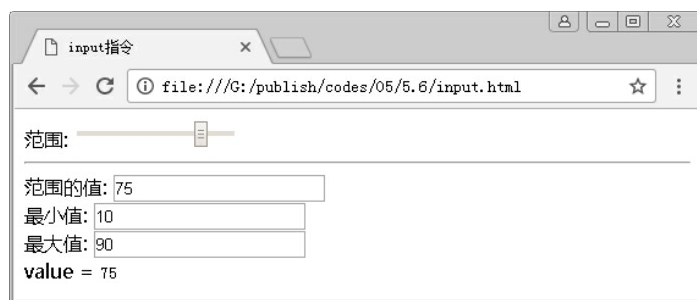 input指令
file:///G:/publish/codes/05/5.6/input.html
范围:
范围的值: 75
最小值: 10
最大值: 90
value = 75